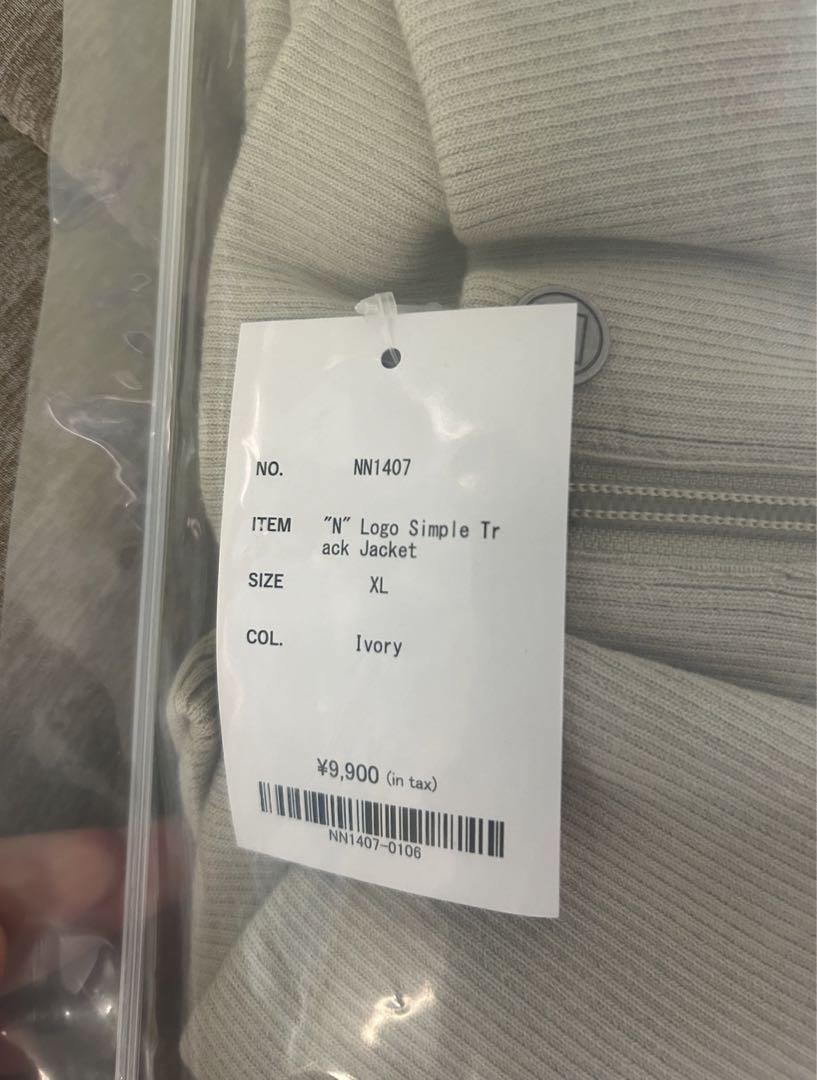 NO. NN1407
ITEM "N" Logo Simple Tr
ack Jacket
SIZE XL
COL. Ivory
¥9,900 (in tax)
NN1407-0106